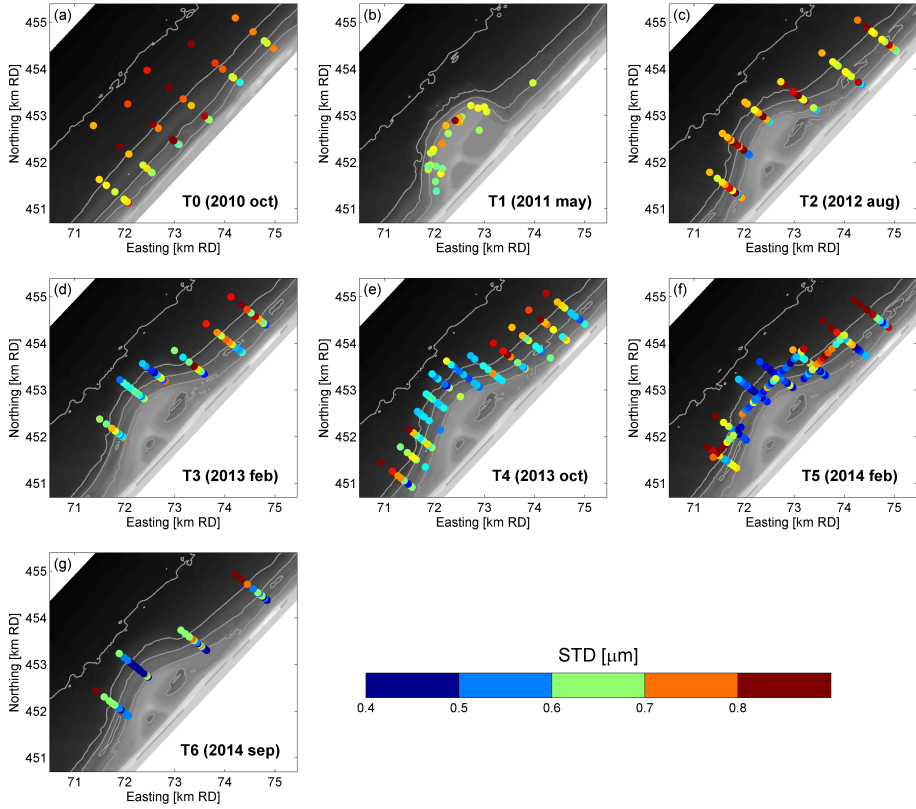 (a)
455
454
453
452
451
Northing [km RD]
T0 (2010 oct)
71 72 73 74 75
Easting [km RD]
(b)
455
454
453
452
451
Northing [km RD]
T1 (2011 may)
71 72 73 74 75
Easting [km RD]
(c)
455
454
453
452
451
Northing [km RD]
T2 (2012 aug)
71 72 73 74 75
Easting [km RD]
(d)
455
454
453
452
451
Northing [km RD]
T3 (2013 feb)
71 72 73 74 75
Easting [km RD]
(e)
455
454
453
452
451
Northing [km RD]
T4 (2013 oct)
71 72 73 74 75
Easting [km RD]
(f)
455
454
453
452
451
Northing [km RD]
T5 (2014 feb)
71 72 73 74 75
Easting [km RD]
(g)
455
454
453
452
451
Northing [km RD]
T6 (2014 sep)
71 72 73 74 75
Easting [km RD]
STD [μm]
0.4 0.5 0.6 0.7 0.8